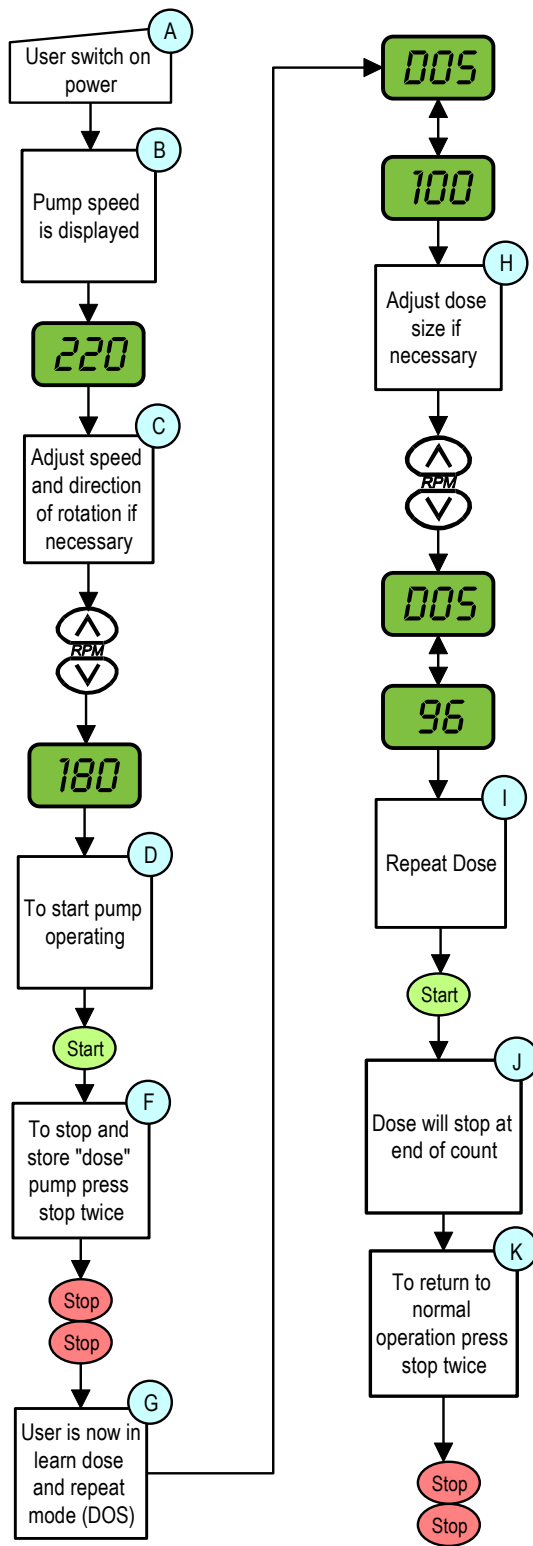 A
User switch on
power
B
Pump speed
is displayed
220
C
Adjust speed
and direction
of rotation if
necessary
RPM
180
D
To start pump
operating
Start
F
To stop and
store "dose"
pump press
stop twice
Stop
Stop
G
User is now in
learn dose
and repeat
mode (DOS)
DOS
100
H
Adjust dose
size if
necessary
RPM
DOS
96
I
Repeat Dose
Start
J
Dose will stop at
end of count
K
To return to
normal
operation press
stop twice
Stop
Stop